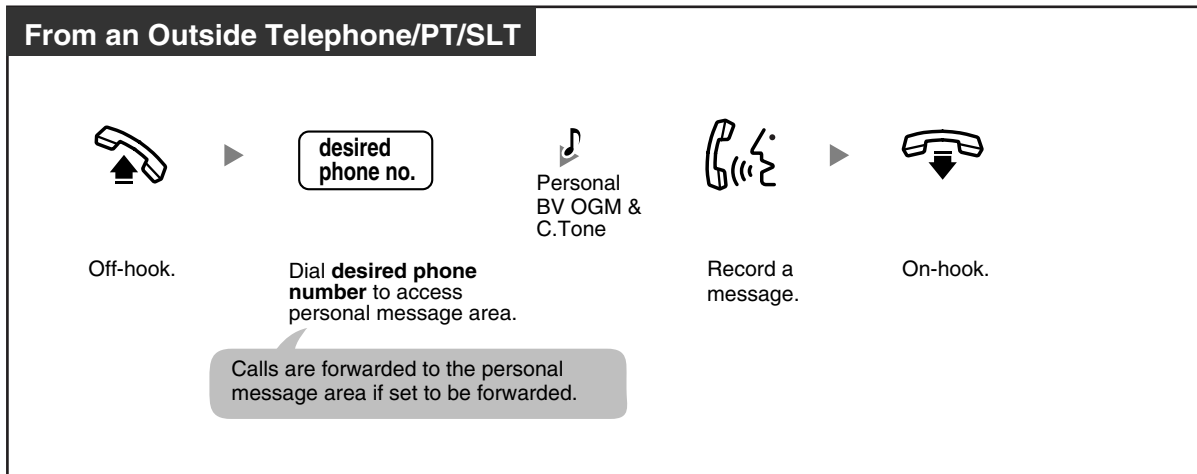 From an Outside Telephone/PT/SLT
desired
phone no.
Personal
BV OGM &
C.Tone
Off-hook.
Dial desired phone
number to access
personal message area.
Record a
message.
On-hook.
Calls are forwarded to the personal
message area if set to be forwarded.